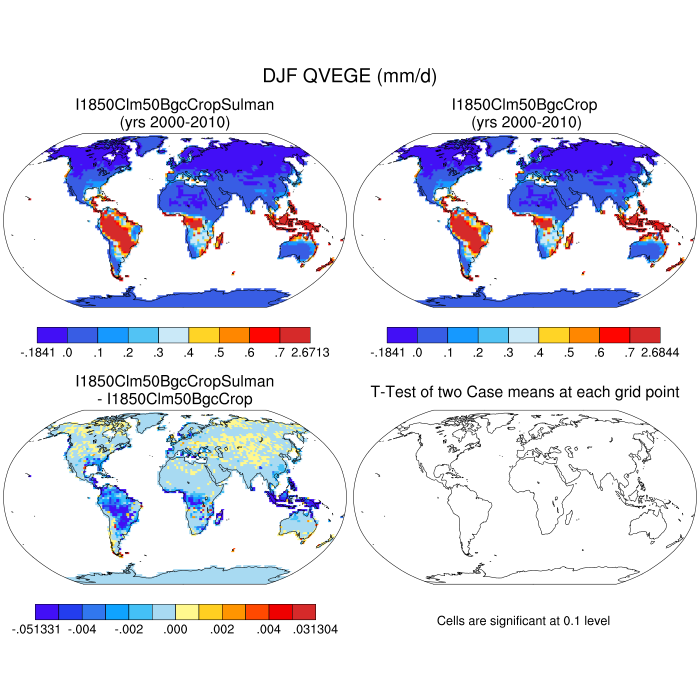 DJF QVEGE (mm/d)
I1850Clm50BgcCropSulman
(yrs 2000-2010)
I1850Clm50BgcCrop
(yrs 2000-2010)
-.1841 .0 .1 .2 .3 .4 .5 .6 .7 2.6713
-.1841 .0 .1 .2 .3 .4 .5 .6 .7 2.6844
I1850Clm50BgcCropSulman
- I1850Clm50BgcCrop
T-Test of two Case means at each grid point
-.051331 -.004 -.002 .000 .002 .004 .031304
Cells are significant at 0.1 level